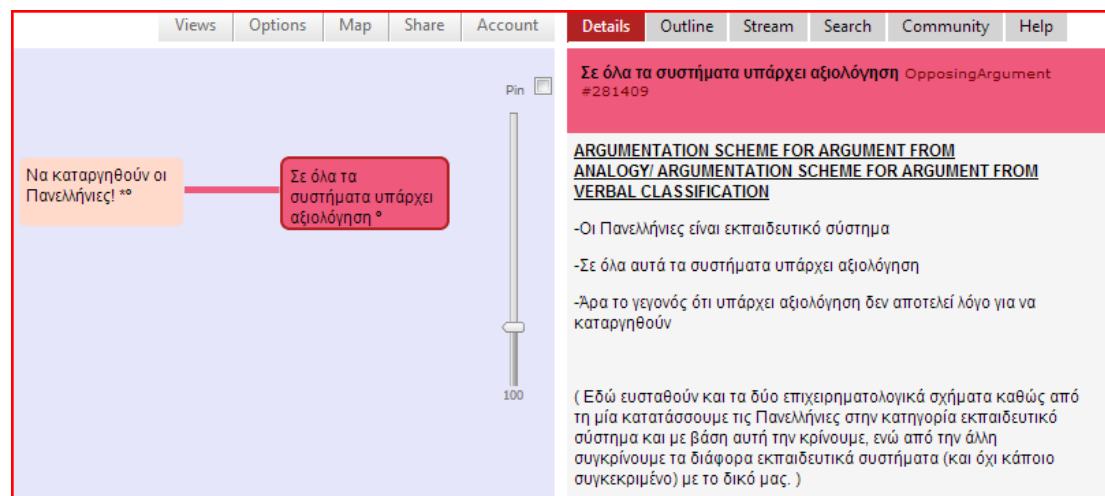 Views Options Map Share Account
Details Outline Stream Search Community Help
Pin
Να καταργηθούν οι
Πανελλήνιες! *º
Σε όλα τα
συστήματα υπάρχει
αξιολόγηση º
100
Σε όλα τα συστήματα υπάρχει αξιολόγηση OpposingArgument
#281409
ARGUMENTATION SCHEME FOR ARGUMENT FROM
ANALOGY/ ARGUMENTATION SCHEME FOR ARGUMENT FROM
VERBAL CLASSIFICATION
-Οι Πανελλήνιες είναι εκπαιδευτικό σύστημα
-Σε όλα αυτά τα συστήματα υπάρχει αξιολόγηση
-Άρα το γεγονός ότι υπάρχει αξιολόγηση δεν αποτελεί λόγο για να
καταργηθούν
( Εδώ ευσταθούν και τα δύο επιχειρηματολογικά σχήματα καθώς από
τη μία κατατάσσουμε τις Πανελλήνιες στην κατηγορία εκπαιδευτικό
σύστημα και με βάση αυτή την κρίνουμε, ενώ από την άλλη
συγκρίνουμε τα διάφορα εκπαιδευτικά συστήματα (και όχι κάποιο
συγκεκριμένο) με το δικό μας. )